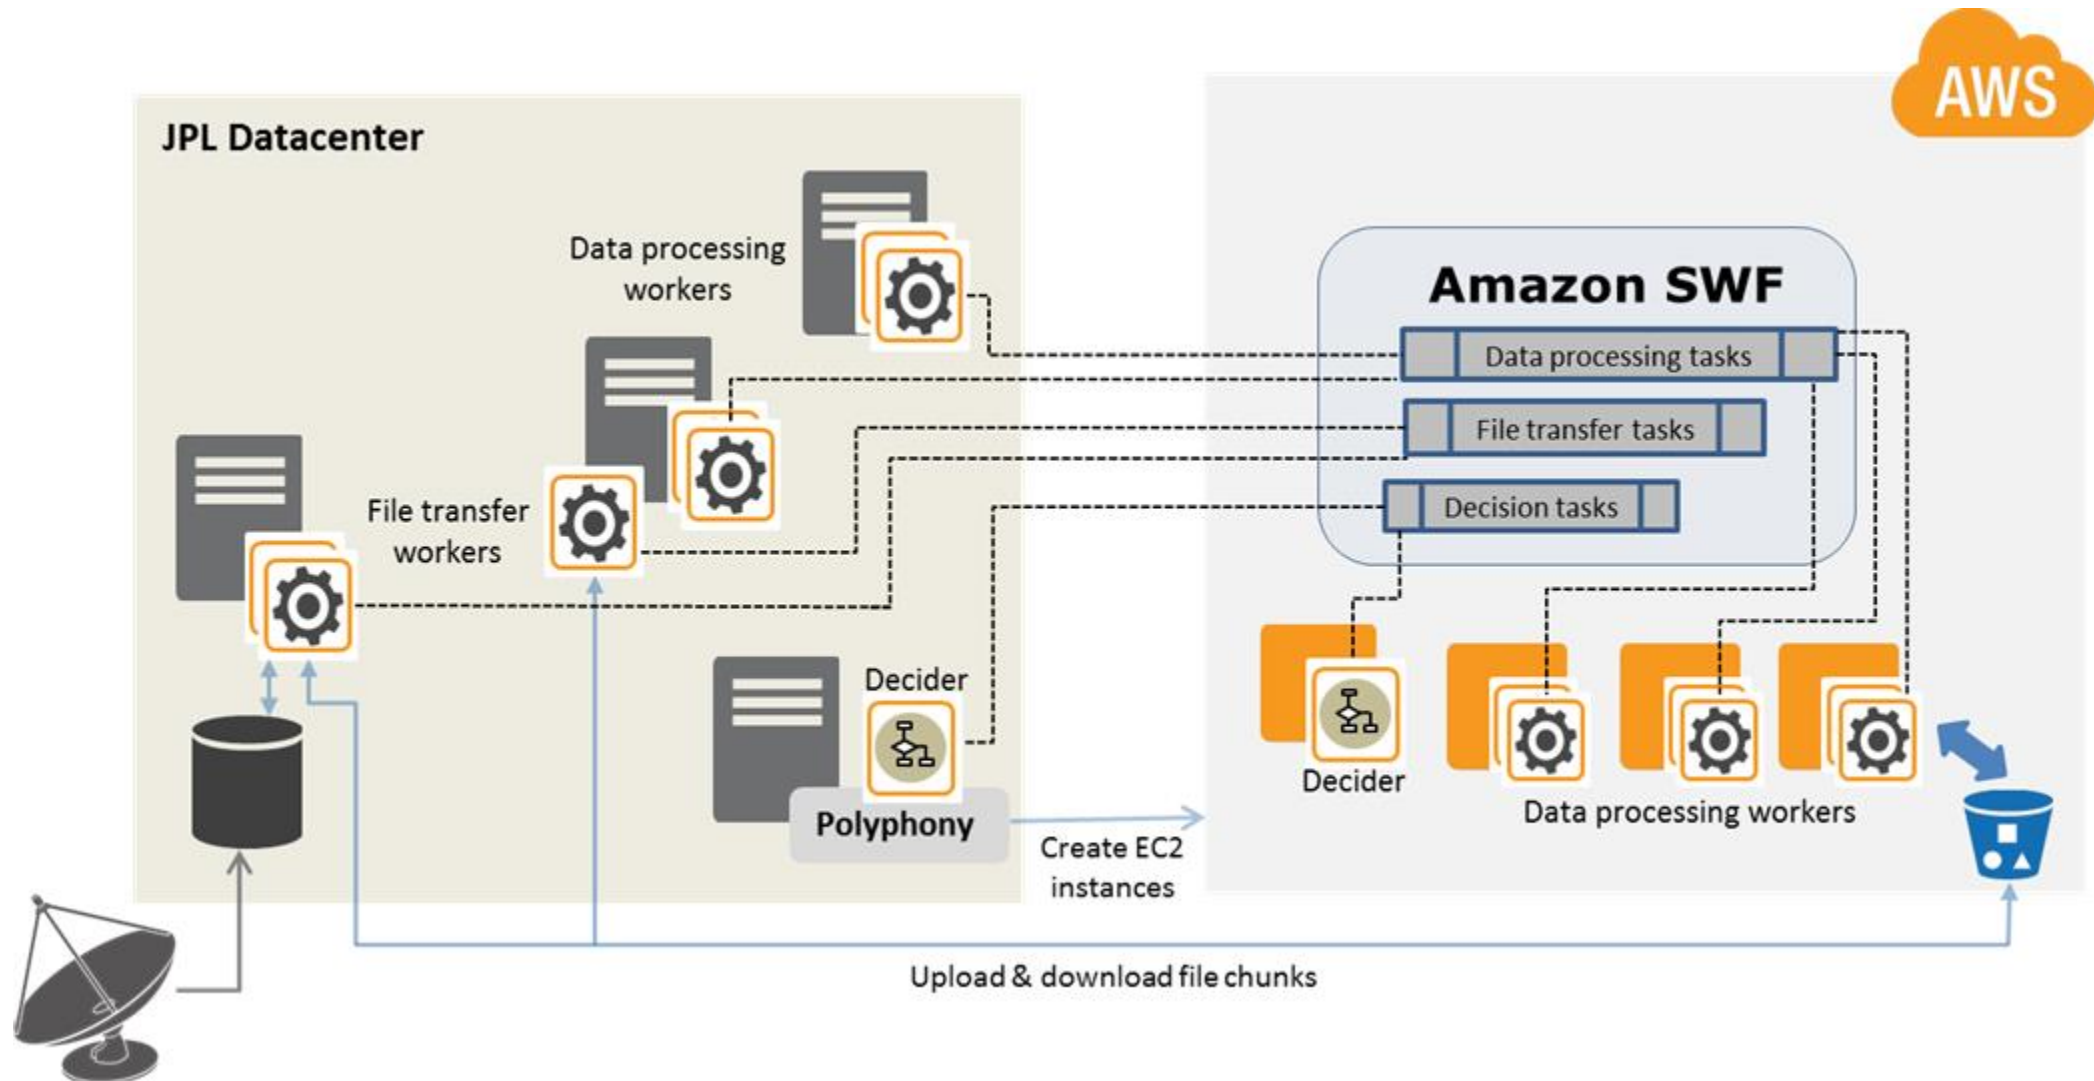 AWS
JPL Datacenter
Data processing
workers
Amazon SWF
Data processing tasks
File transfer tasks
Decision tasks
File transfer
workers
Decider
Polyphony
Create EC2
instances
Decider
Data processing workers
Upload & download file chunks